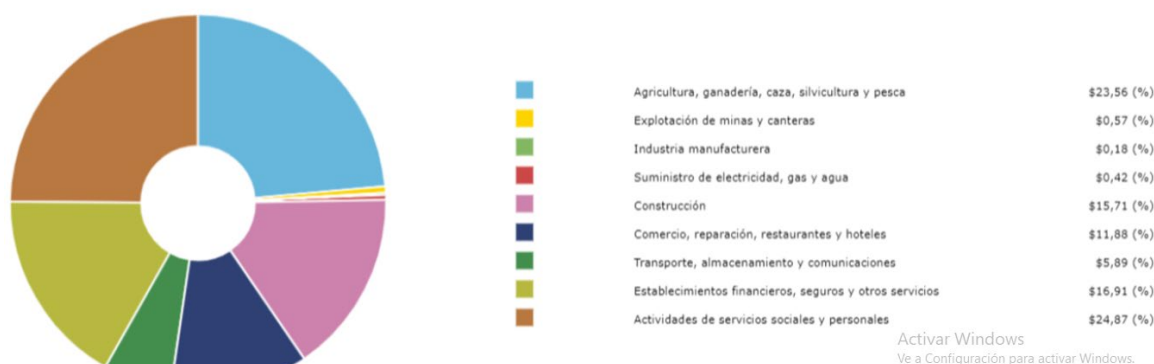 Agricultura, ganadería, caza, silvicultura y pesca $23,56 (%)
Explotación de minas y canteras $0,57 (%)
Industria manufacturera $0,18 (%)
Suministro de electricidad, gas y agua $0,42 (%)
Construcción $15,71 (%)
Comercio, reparación, restaurantes y hoteles $11,88 (%)
Transporte, almacenamiento y comunicaciones $5,89 (%)
Establecimientos financieros, seguros y otros servicios $16,91 (%)
Actividades de servicios sociales y personales $24,87 (%)
Activar Windows
Ve a Configuración para activar Windows.